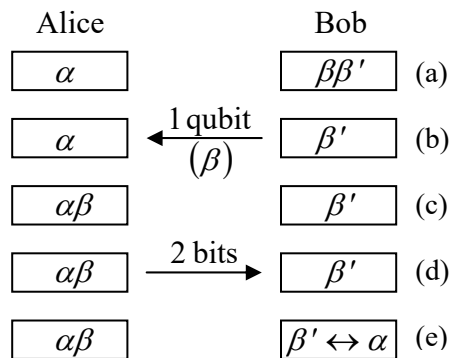 Alice Bob
α ββ′ (a)
α 1 qubit (β) β′ (b)
αβ β′ (c)
αβ 2 bits β′ (d)
αβ β′ ↔ α (e)